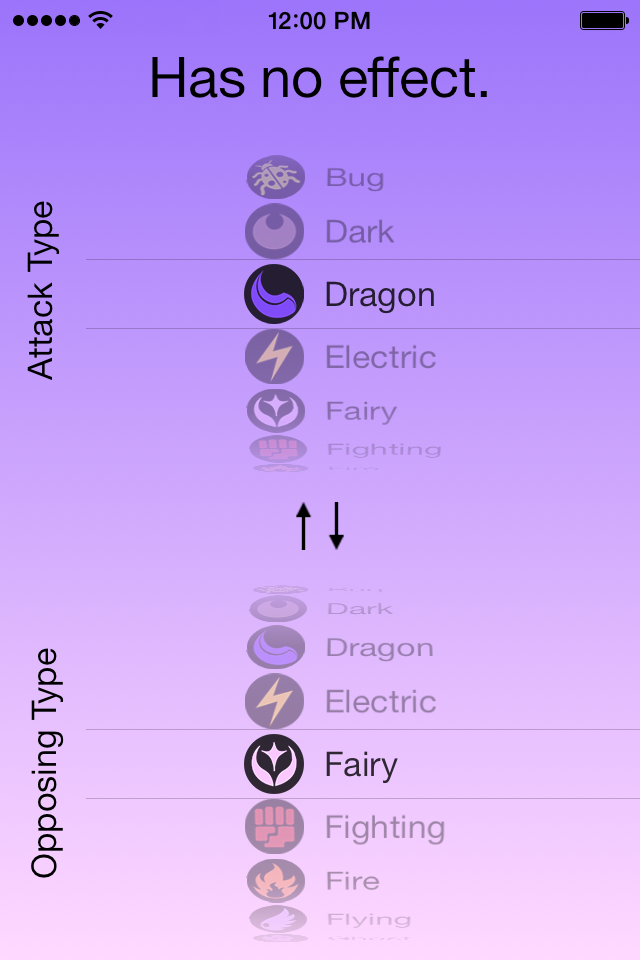 12:00 PM
Has no effect.
Attack Type
Bug
Dark
Dragon
Electric
Fairy
Fighting
Opposing Type
Dark
Dragon
Electric
Fairy
Fighting
Fire
Flying